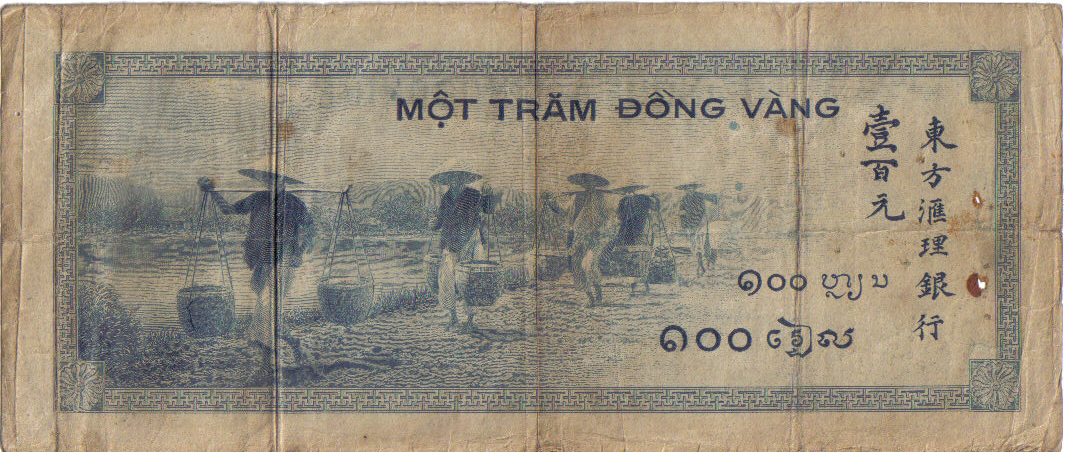 MỘT TRĂM ĐỒNG VÀNG
東方滙理銀行
壹百元
໑໐໐ ຫຼຽນ
១០០ រៀល